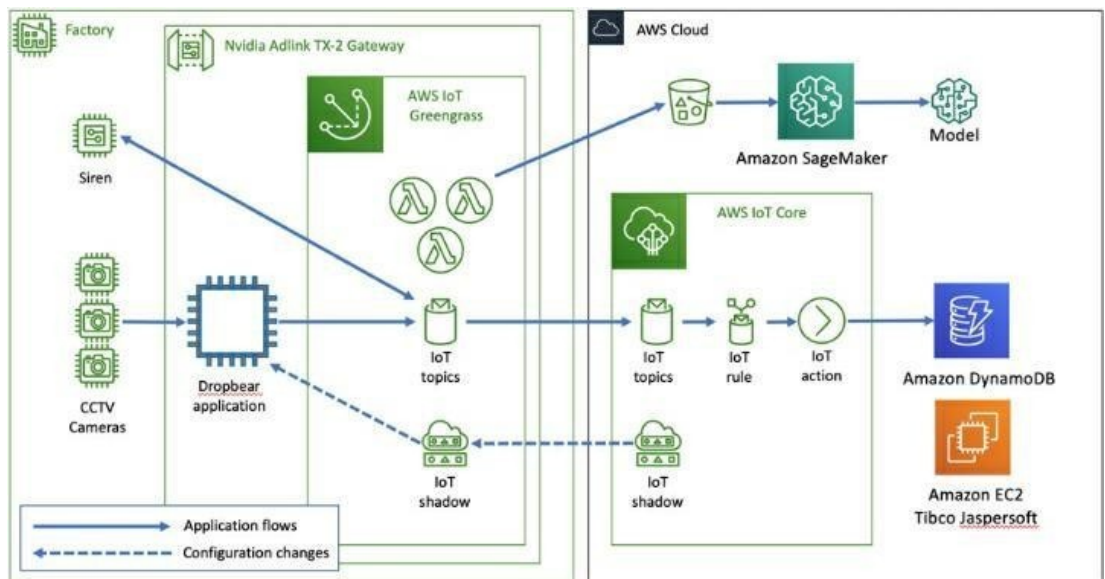 Factory
Nvidia Adlink TX-2 Gateway
AWS IoT
Greengrass
Siren
CCTV
Cameras
Dropbear
application
IoT
topics
IoT
shadow
Application flows
Configuration changes
AWS Cloud
Amazon SageMaker
Model
AWS IoT Core
IoT
topics
IoT
rule
IoT
action
IoT
shadow
Amazon DynamoDB
Amazon EC2
Tibco Jaspersoft